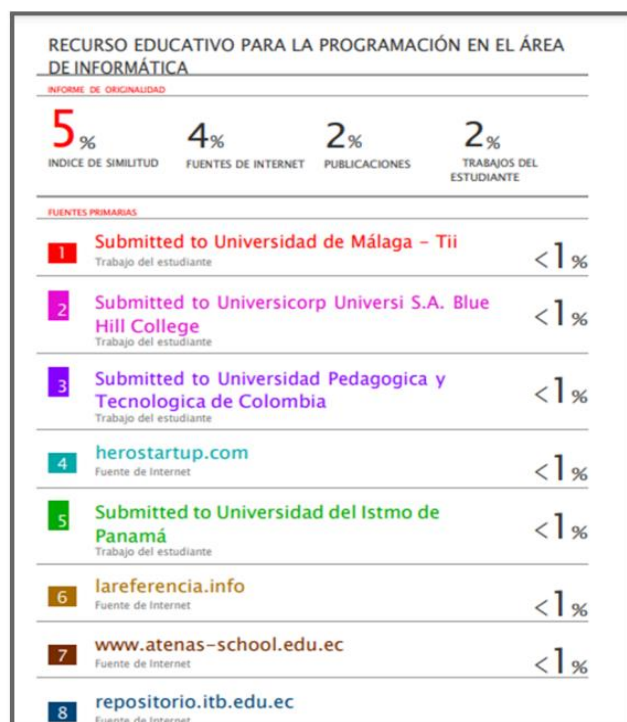 RECURSO EDUCATIVO PARA LA PROGRAMACIÓN EN EL ÁREA
DE INFORMÁTICA
INFORME DE ORIGINALIDAD
5%
INDICE DE SIMILITUD
4%
FUENTES DE INTERNET
2%
PUBLICACIONES
2%
TRABAJOS DEL
ESTUDIANTE
FUENTES PRIMARIAS
1
Submitted to Universidad de Málaga - Tii
Trabajo del estudiante
<1%
2
Submitted to Universicorp Universi S.A. Blue
Hill College
Trabajo del estudiante
<1%
3
Submitted to Universidad Pedagogica y
Tecnologica de Colombia
Trabajo del estudiante
<1%
4
herostartup.com
Fuente de Internet
<1%
5
Submitted to Universidad del Istmo de
Panamá
Trabajo del estudiante
<1%
6
lareferencia.info
Fuente de Internet
<1%
7
www.atenas-school.edu.ec
Fuente de Internet
<1%
8
repositorio.itb.edu.ec
Fuente de Internet